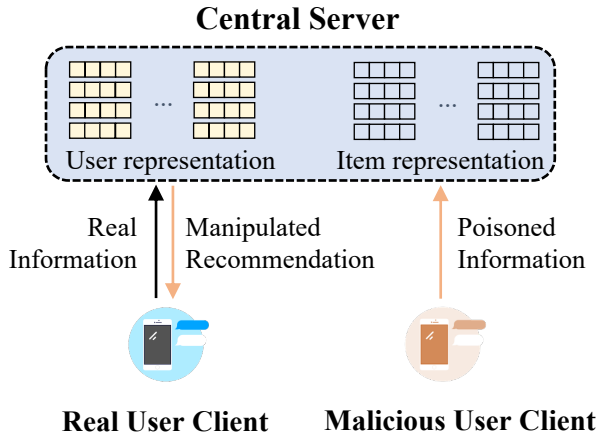 Central Server
... ...
User representation Item representation
Real Manipulated Poisoned
Information Recommendation Information
Real User Client Malicious User Client